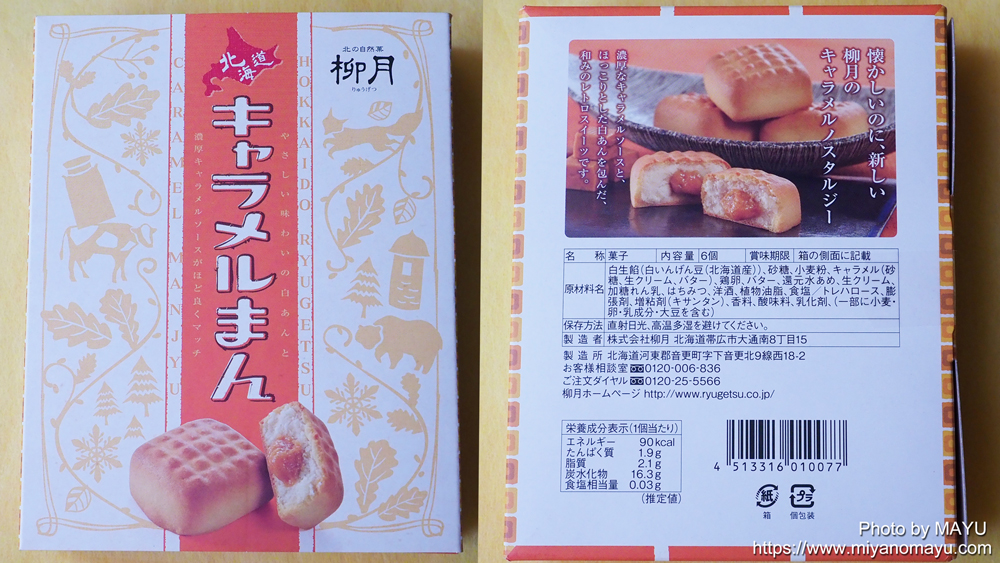 北海道
北の自然菓
柳月
りゅうげつ
キャラメルまん
やさしい味わいの白あんと
濃厚キャラメルソースがほど良くマッチ
CARAMEL MANJYU
HOKKAIDO RYUGETSU
懐かしいのに、新しい
柳月の
キャラメルノスタルジー
濃厚なキャラメルソースと、
ほっこりとした白あんを包んだ、
和みのレトロスイーツです。
名 称 菓子 内容量 6個 賞味期限 箱の側面に記載
原材料名 白生餡(白いんげん豆(北海道産))、砂糖、小麦粉、キャラメル(砂
糖、生クリーム、バター)、鶏卵、バター、還元水あめ、生クリーム、
加糖れん乳、はちみつ、洋酒、植物油脂、食塩/トレハロース、膨
張剤、増粘剤(キサンタン)、香料、酸味料、乳化剤、(一部に小麦・
卵・乳成分・大豆を含む)
保存方法 直射日光、高温多湿を避けてください。
製造者 株式会社柳月 北海道帯広市大通南8丁目15
製造所 北海道河東郡音更町字下音更北9線西18-2
お客様相談室 0120-006-836
ご注文ダイヤル 0120-25-5566
柳月ホームページ http://www.ryugetsu.co.jp/
栄養成分表示(1個当たり)
エネルギー 90kcal
たんぱく質 1.9g
脂質 2.1g
炭水化物 16.3g
食塩相当量 0.03g
(推定値)
4 513316 010077
紙
箱
プラ
個包装
Photo by MAYU
https://www.miyanomayu.com